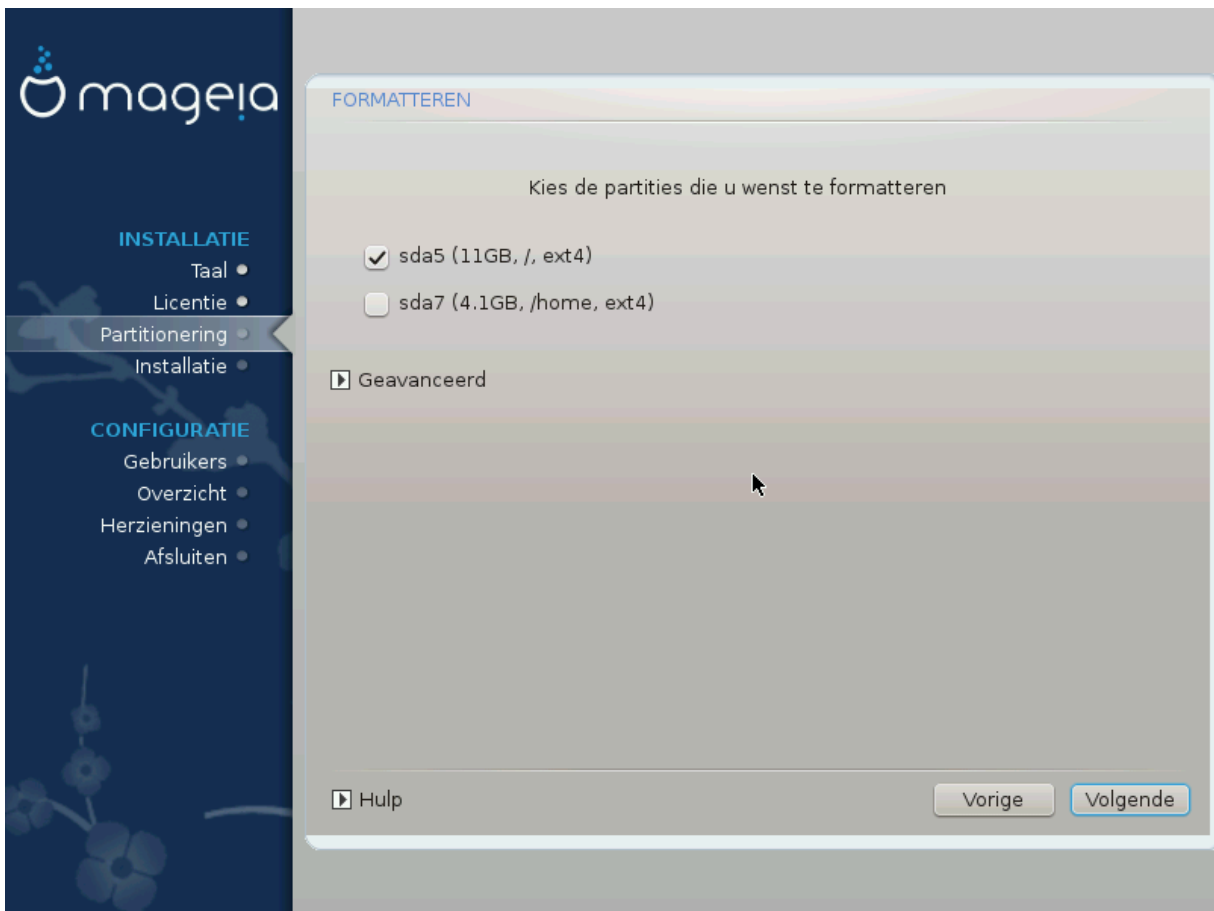 mageia
INSTALLATIE
Taal
Licentie
Partitionering
Installatie
CONFIGURATIE
Gebruikers
Overzicht
Herzieningen
Afsluiten
FORMATTEREN
Kies de partities die u wenst te formatteren
sda5 (11GB, /, ext4)
sda7 (4.1GB, /home, ext4)
Geavanceerd
Hulp
Vorige
Volgende